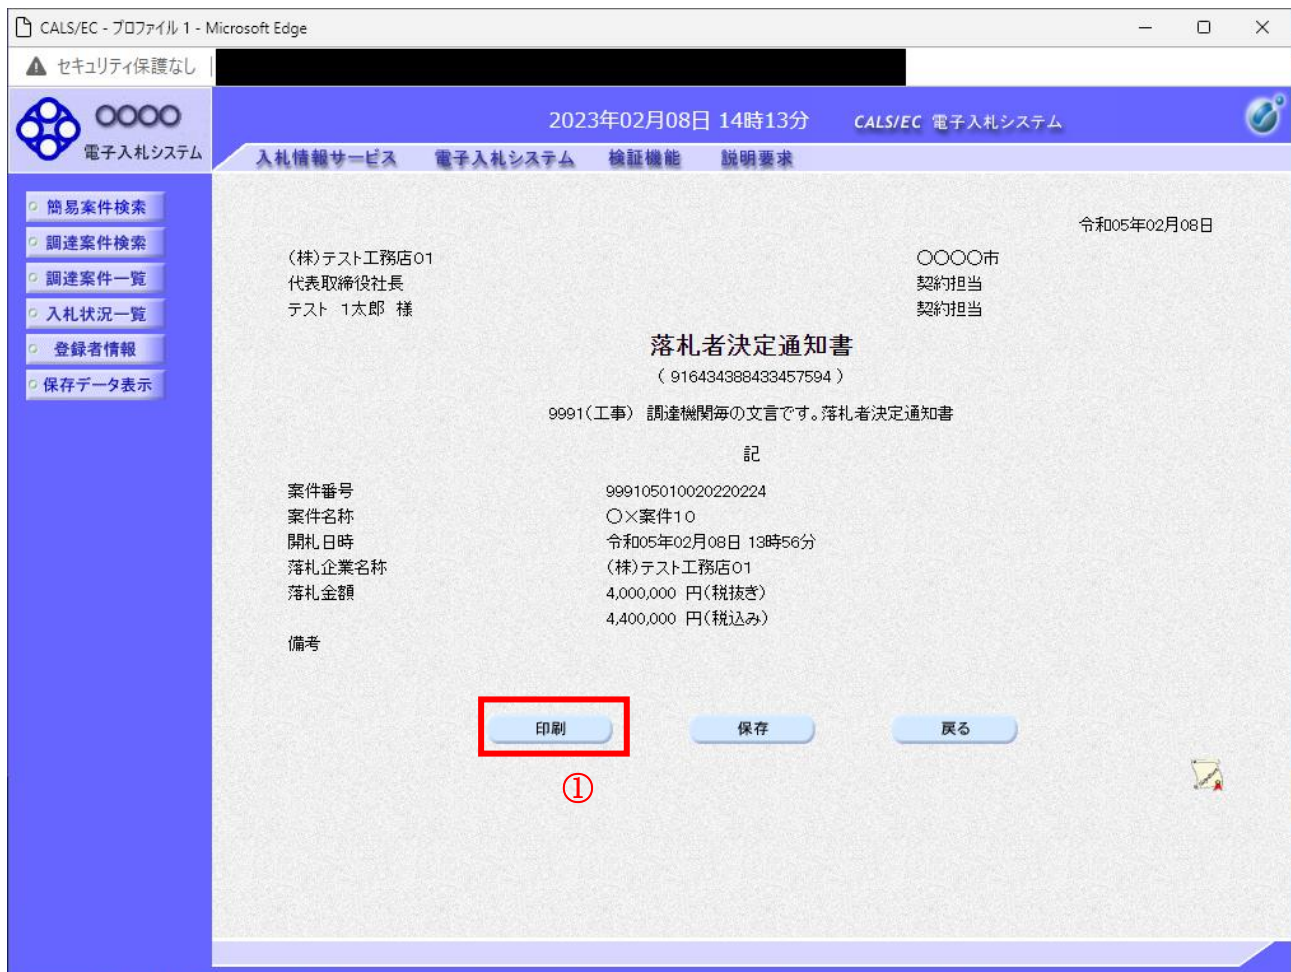 CALS/EC - プロファイル 1 - Microsoft Edge
セキュリティ保護なし
○○○○
電子入札システム
2023年02月08日 14時13分 CALS/EC 電子入札システム
入札情報サービス 電子入札システム 検証機能 説明要求
簡易案件検索
調達案件検索
調達案件一覧
入札状況一覧
登録者情報
保存データ表示
令和05年02月08日
(株)テスト工務店01 ○○○○市
代表取締役社長 契約担当
テスト 1太郎 様 契約担当
落札者決定通知書
( 916434388433457594 )
9991(工事) 調達機関毎の文言です。落札者決定通知書
記
案件番号 999105010020220224
案件名称 ○×案件10
開札日時 令和05年02月08日 13時56分
落札企業名称 (株)テスト工務店01
落札金額 4,000,000 円(税抜き)
4,400,000 円(税込み)
備考
印刷 保存 戻る
①